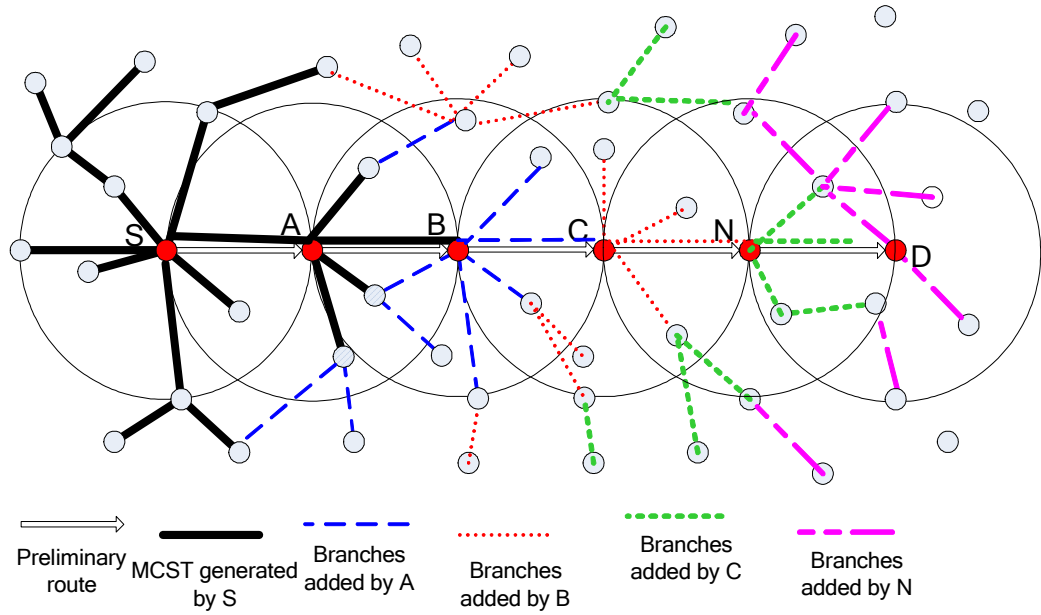 S
A
B
C
N
D
Preliminary
route
MCST generated
by S
Branches
added by A
Branches
added by B
Branches
added by C
Branches
added by N